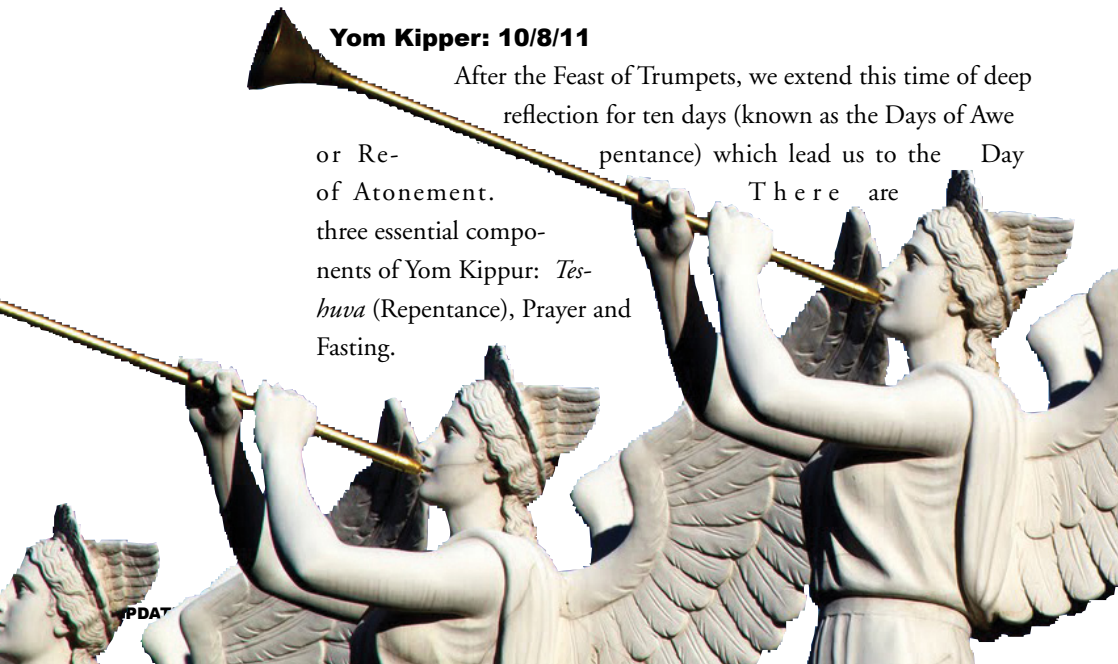 Yom Kipper: 10/8/11
After the Feast of Trumpets, we extend this time of deep
reflection for ten days (known as the Days of Awe
or Re- pentance) which lead us to the Day
of Atonement. There are
three essential compo-
nents of Yom Kippur: Tes-
huva (Repentance), Prayer and
Fasting.